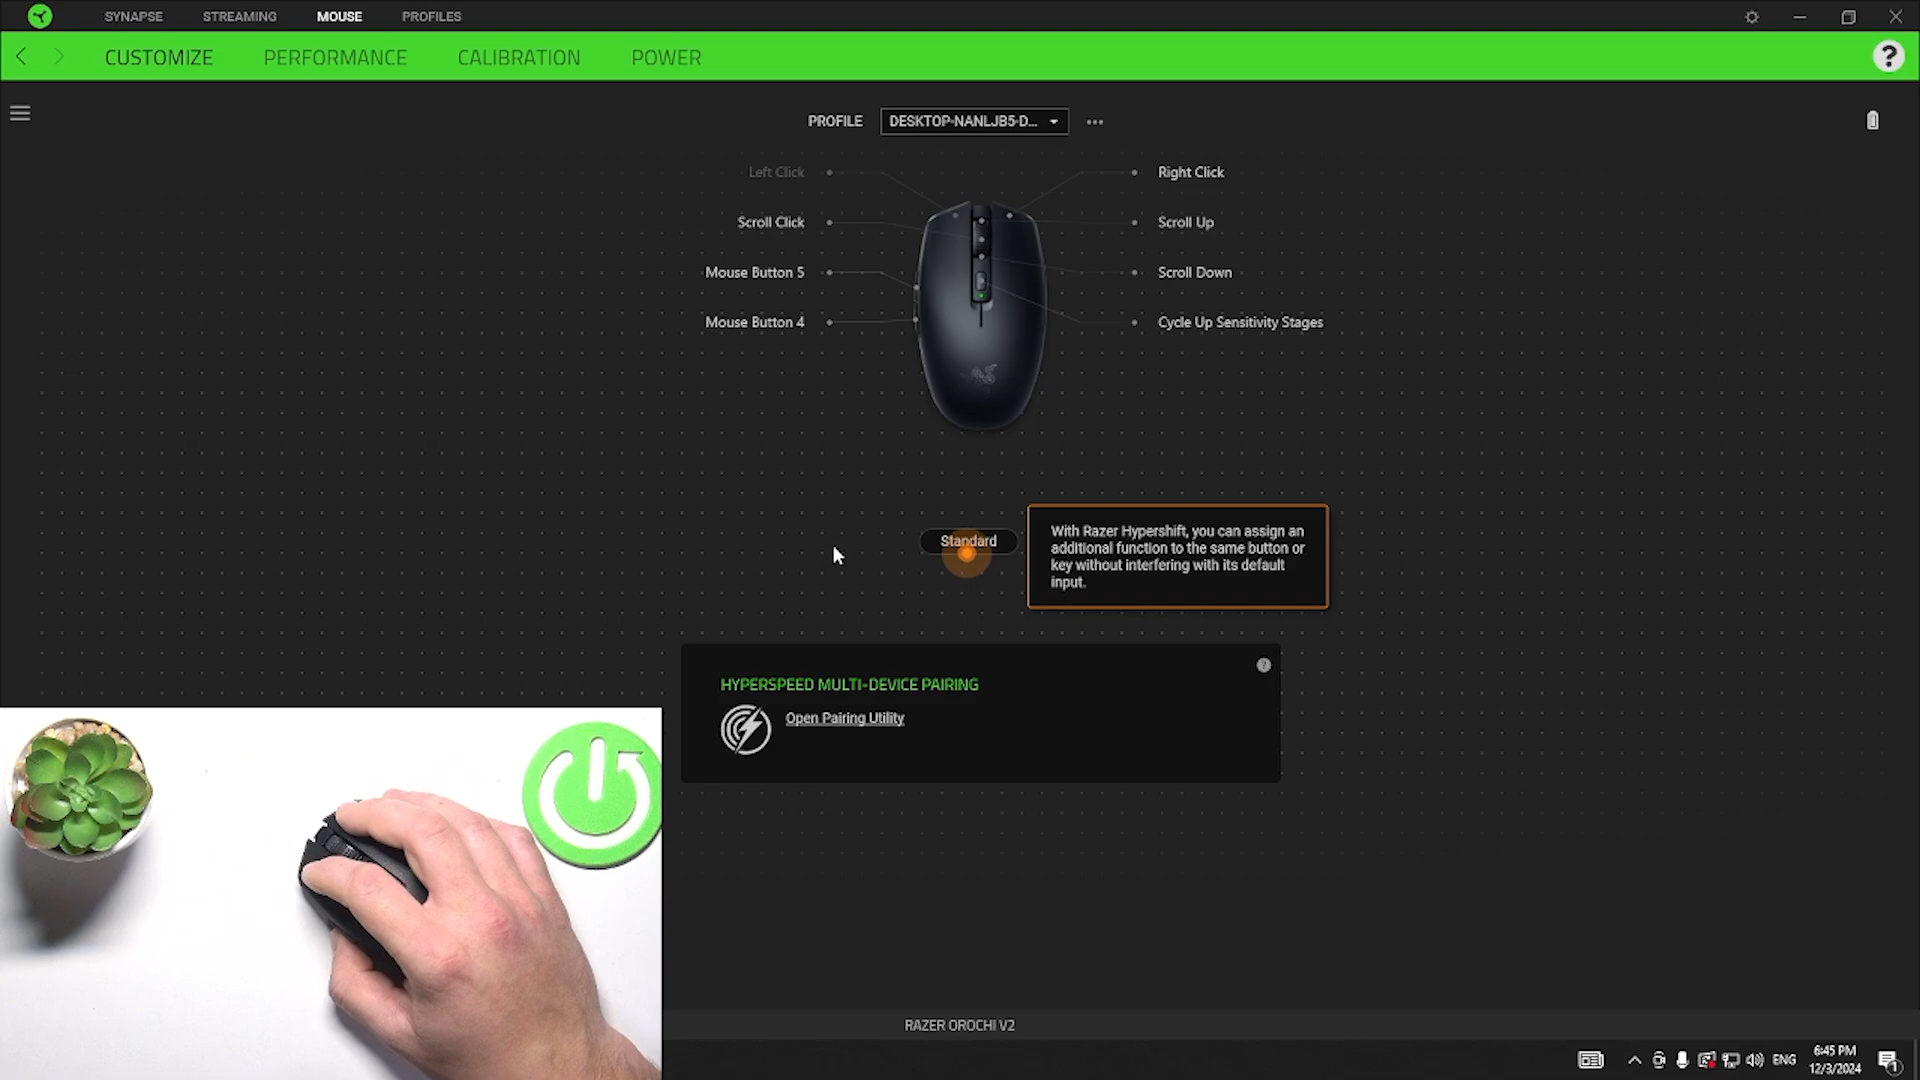 SYNAPSE STREAMING MOUSE PROFILES
CUSTOMIZE PERFORMANCE CALIBRATION POWER
?
PROFILE DESKTOP-NANLJB5-D... ...
Left Click
Right Click
Scroll Click
Scroll Up
Mouse Button 5
Scroll Down
Mouse Button 4
Cycle Up Sensitivity Stages
Standard
With Razer Hypershift, you can assign an
additional function to the same button or
key without interfering with its default
input.
?
HYPERSPEED MULTI-DEVICE PAIRING
Open Pairing Utility
RAZER OROCHI V2
ENG
6:45 PM
12/3/2024
1